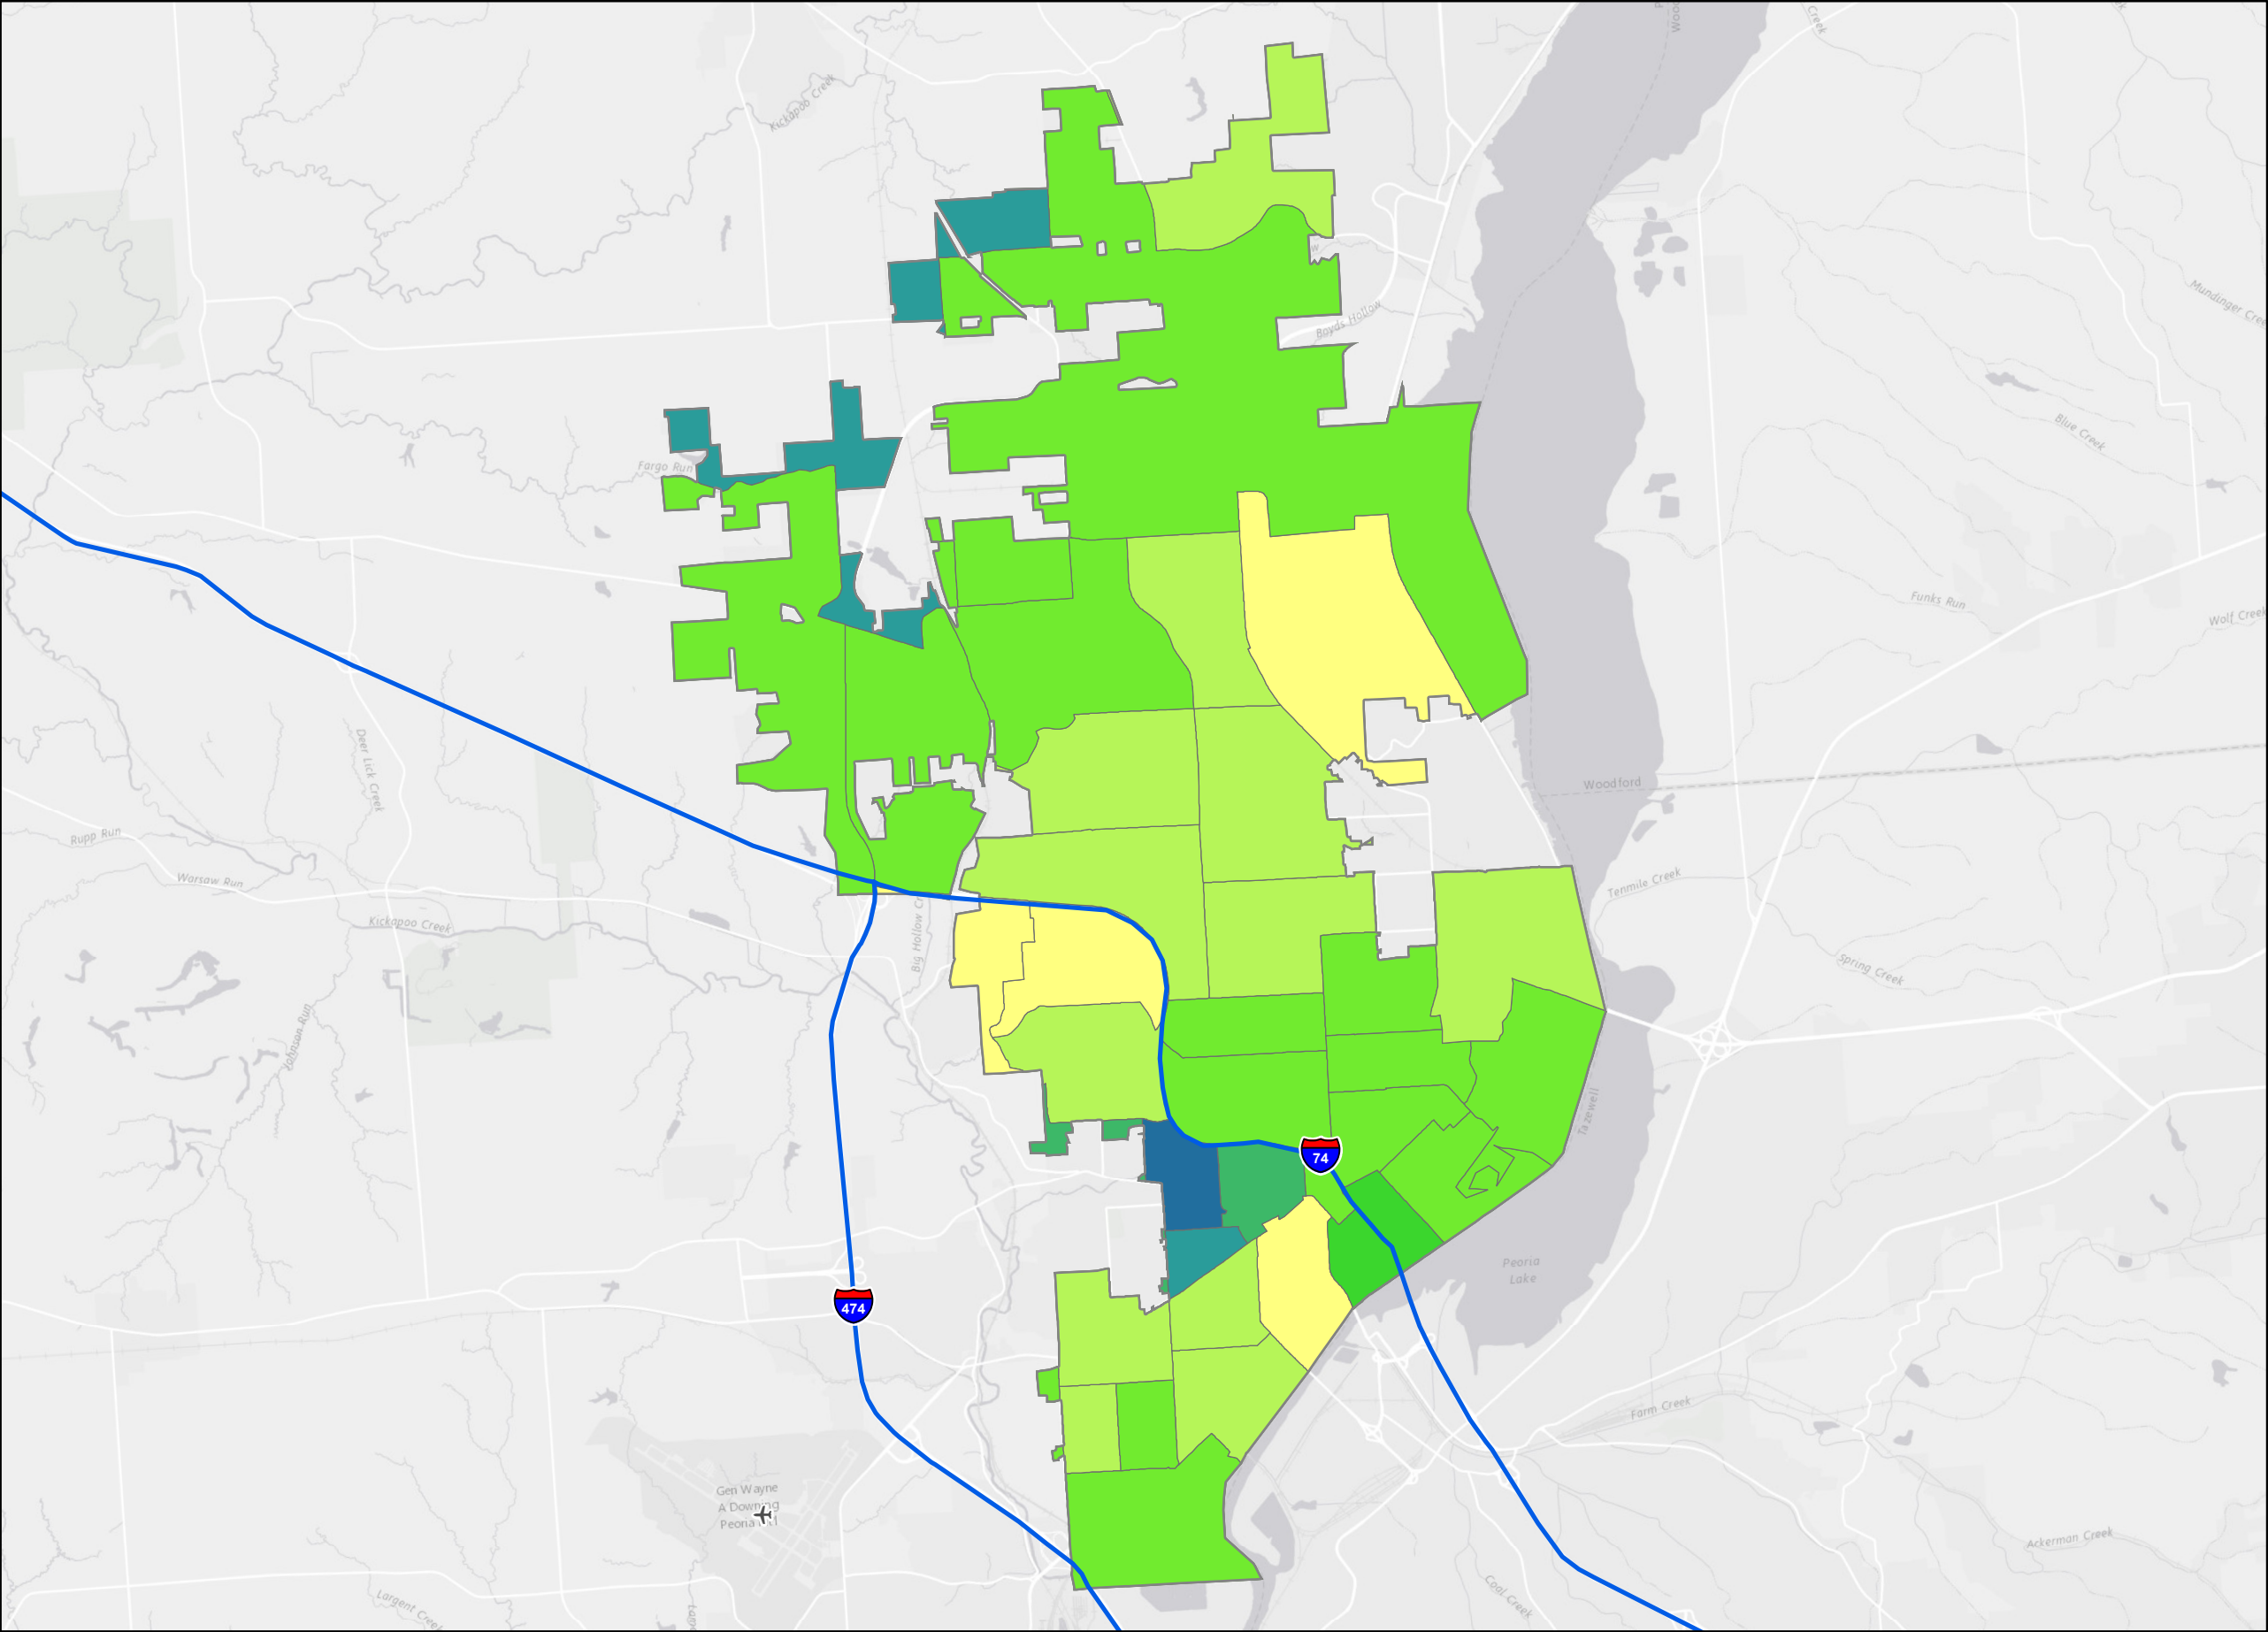 Kickapoo Creek
Creek
Boyds Hollow
Mundinger Cree
Blue Creek
Fargo Run
Funks Run
Wolf Creek
Deer Lick Creek
Woodford
Rupp Run
Warsaw Run
Tenmile Creek
Kickapoo Creek
Big Hollow Cr
Spring Creek
Johnson Run
Tazewell
74
Peoria
Lake
474
Farm Creek
Gen Wayne
A Downing
Peoria
Ackerman Creek
Coal Creek
Largent Creek